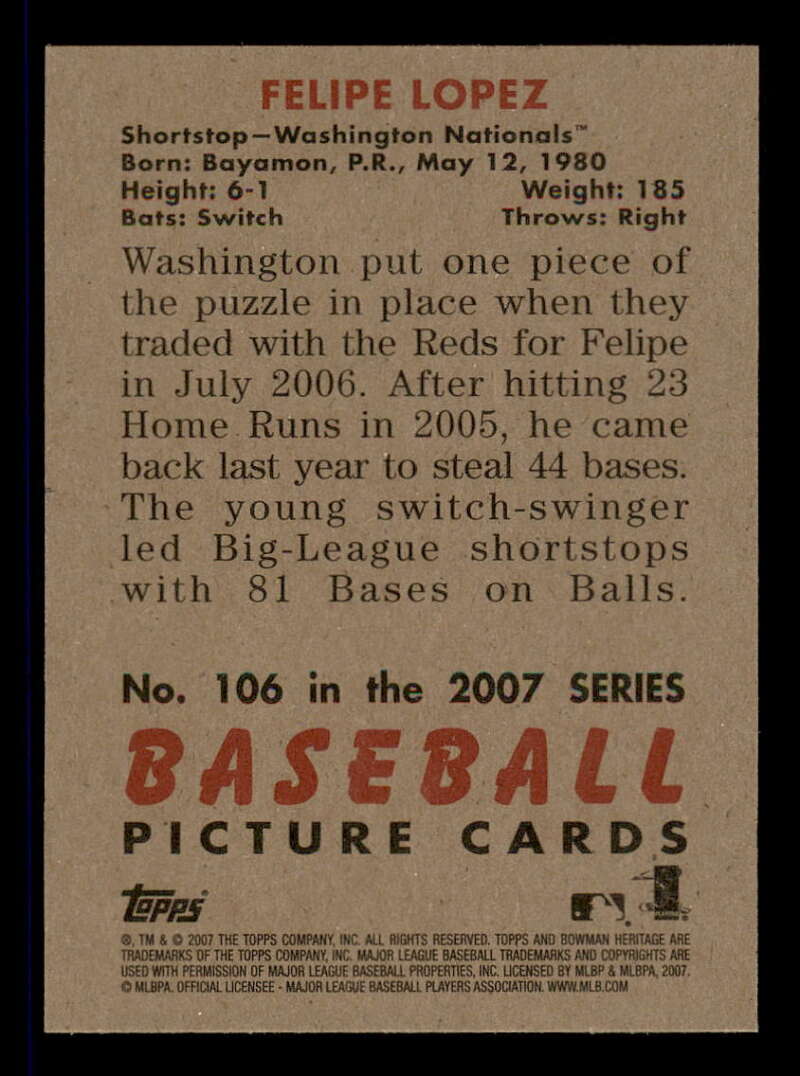 FELIPE LOPEZ
Shortstop—Washington Nationals™
Born: Bayamon, P.R., May 12, 1980
Height: 6-1 Weight: 185
Bats: Switch Throws: Right
Washington put one piece of
the puzzle in place when they
traded with the Reds for Felipe
in July 2006. After hitting 23
Home Runs in 2005, he came
back last year to steal 44 bases.
The young switch-swinger
led Big-League shortstops
with 81 Bases on Balls.
No. 106 in the 2007 SERIES
BASEBALL
PICTURE CARDS
Topps
®, TM & © 2007 THE TOPPS COMPANY, INC. ALL RIGHTS RESERVED. TOPPS AND BOWMAN HERITAGE ARE
TRADEMARKS OF THE TOPPS COMPANY, INC. MAJOR LEAGUE BASEBALL TRADEMARKS AND COPYRIGHTS ARE
USED WITH PERMISSION OF MAJOR LEAGUE BASEBALL PROPERTIES, INC. LICENSED BY MLBP & MLBPA, 2007.
© MLBPA. OFFICIAL LICENSEE - MAJOR LEAGUE BASEBALL PLAYERS ASSOCIATION. WWW.MLB.COM